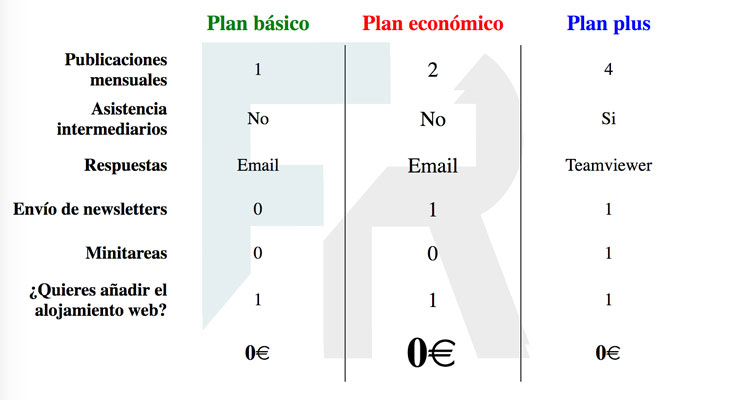 Plan básico Plan económico Plan plus
Publicaciones
mensuales 1 2 4
Asistencia
intermediarios No No Si
Respuestas Email Email Teamviewer
Envío de newsletters 0 1 1
Minitareas 0 0 1
¿Quieres añadir el
alojamiento web? 1 1 1
0€ 0€ 0€
FR